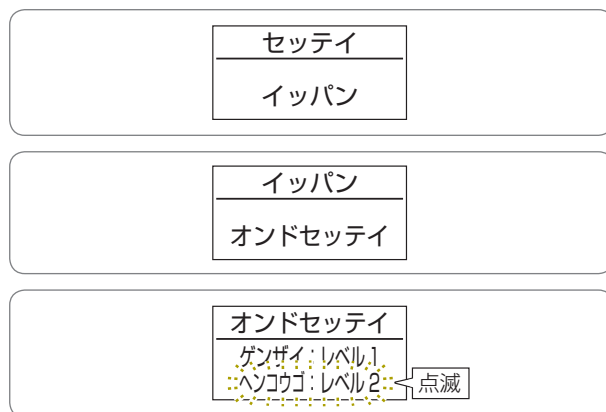 セッテイ
イッパン
イッパン
オンドセッテイ
オンドセッテイ
ゲンザイ：レベル1
ヘンコウゴ：レベル2
点滅